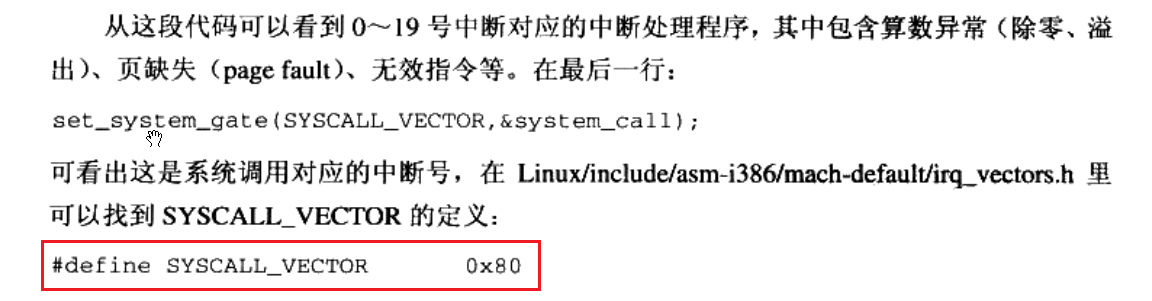 从这段代码可以看到 0～19 号中断对应的中断处理程序，其中包含算数异常（除零、溢
出）、页缺失（page fault）、无效指令等。在最后一行：
set_system_gate(SYSCALL_VECTOR,&system_call);
可看出这是系统调用对应的中断号，在 Linux/include/asm-i386/mach-default/irq_vectors.h 里
可以找到 SYSCALL_VECTOR 的定义：
#define SYSCALL_VECTOR 0x80